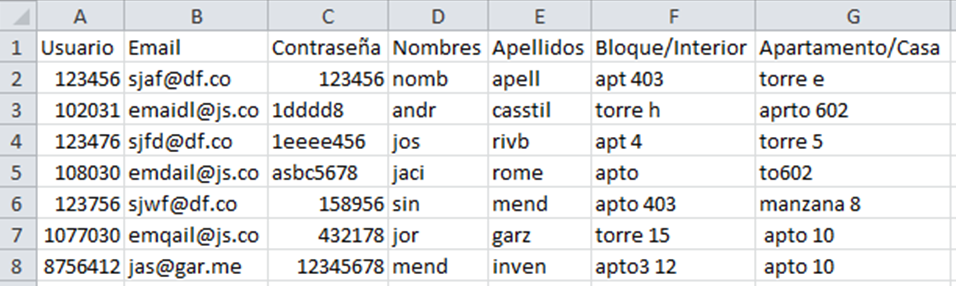 A B C D E F G
1 Usuario Email Contraseña Nombres Apellidos Bloque/Interior Apartamento/Casa
2 123456 sjaf@df.co 123456 nomb apell apt 403 torre e
3 102031 emaidl@js.co 1dddd8 andr casstil torre h aprto 602
4 123476 sjfd@df.co 1eeee456 jos rivb apt 4 torre 5
5 108030 emdail@js.co asbc5678 jaci rome apto to602
6 123756 sjwf@df.co 158956 sin mend apto 403 manzana 8
7 1077030 emqail@js.co 432178 jor garz torre 15 apto 10
8 8756412 jas@gar.me 12345678 mend inven apto3 12 apto 10